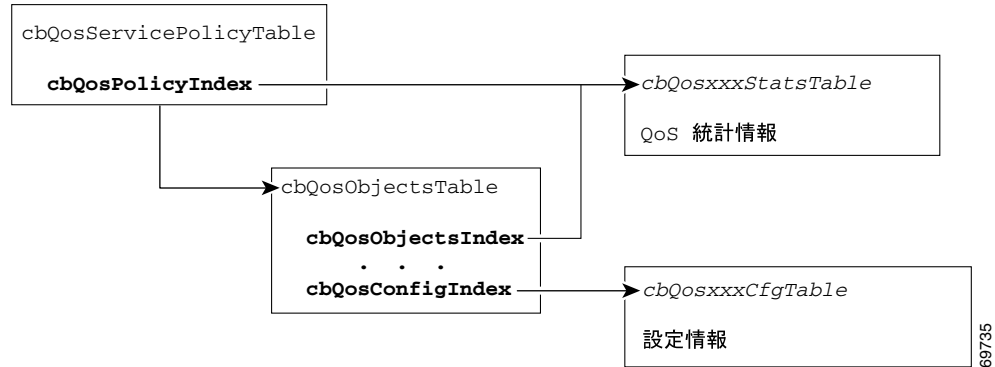 cbQosServicePolicyTable
cbQosPolicyIndex
cbQosxxxStatsTable
QoS 統計情報
cbQosObjectsTable
cbQosObjectsIndex
. . .
cbQosConfigIndex
cbQosxxxCfgTable
設定情報
69735